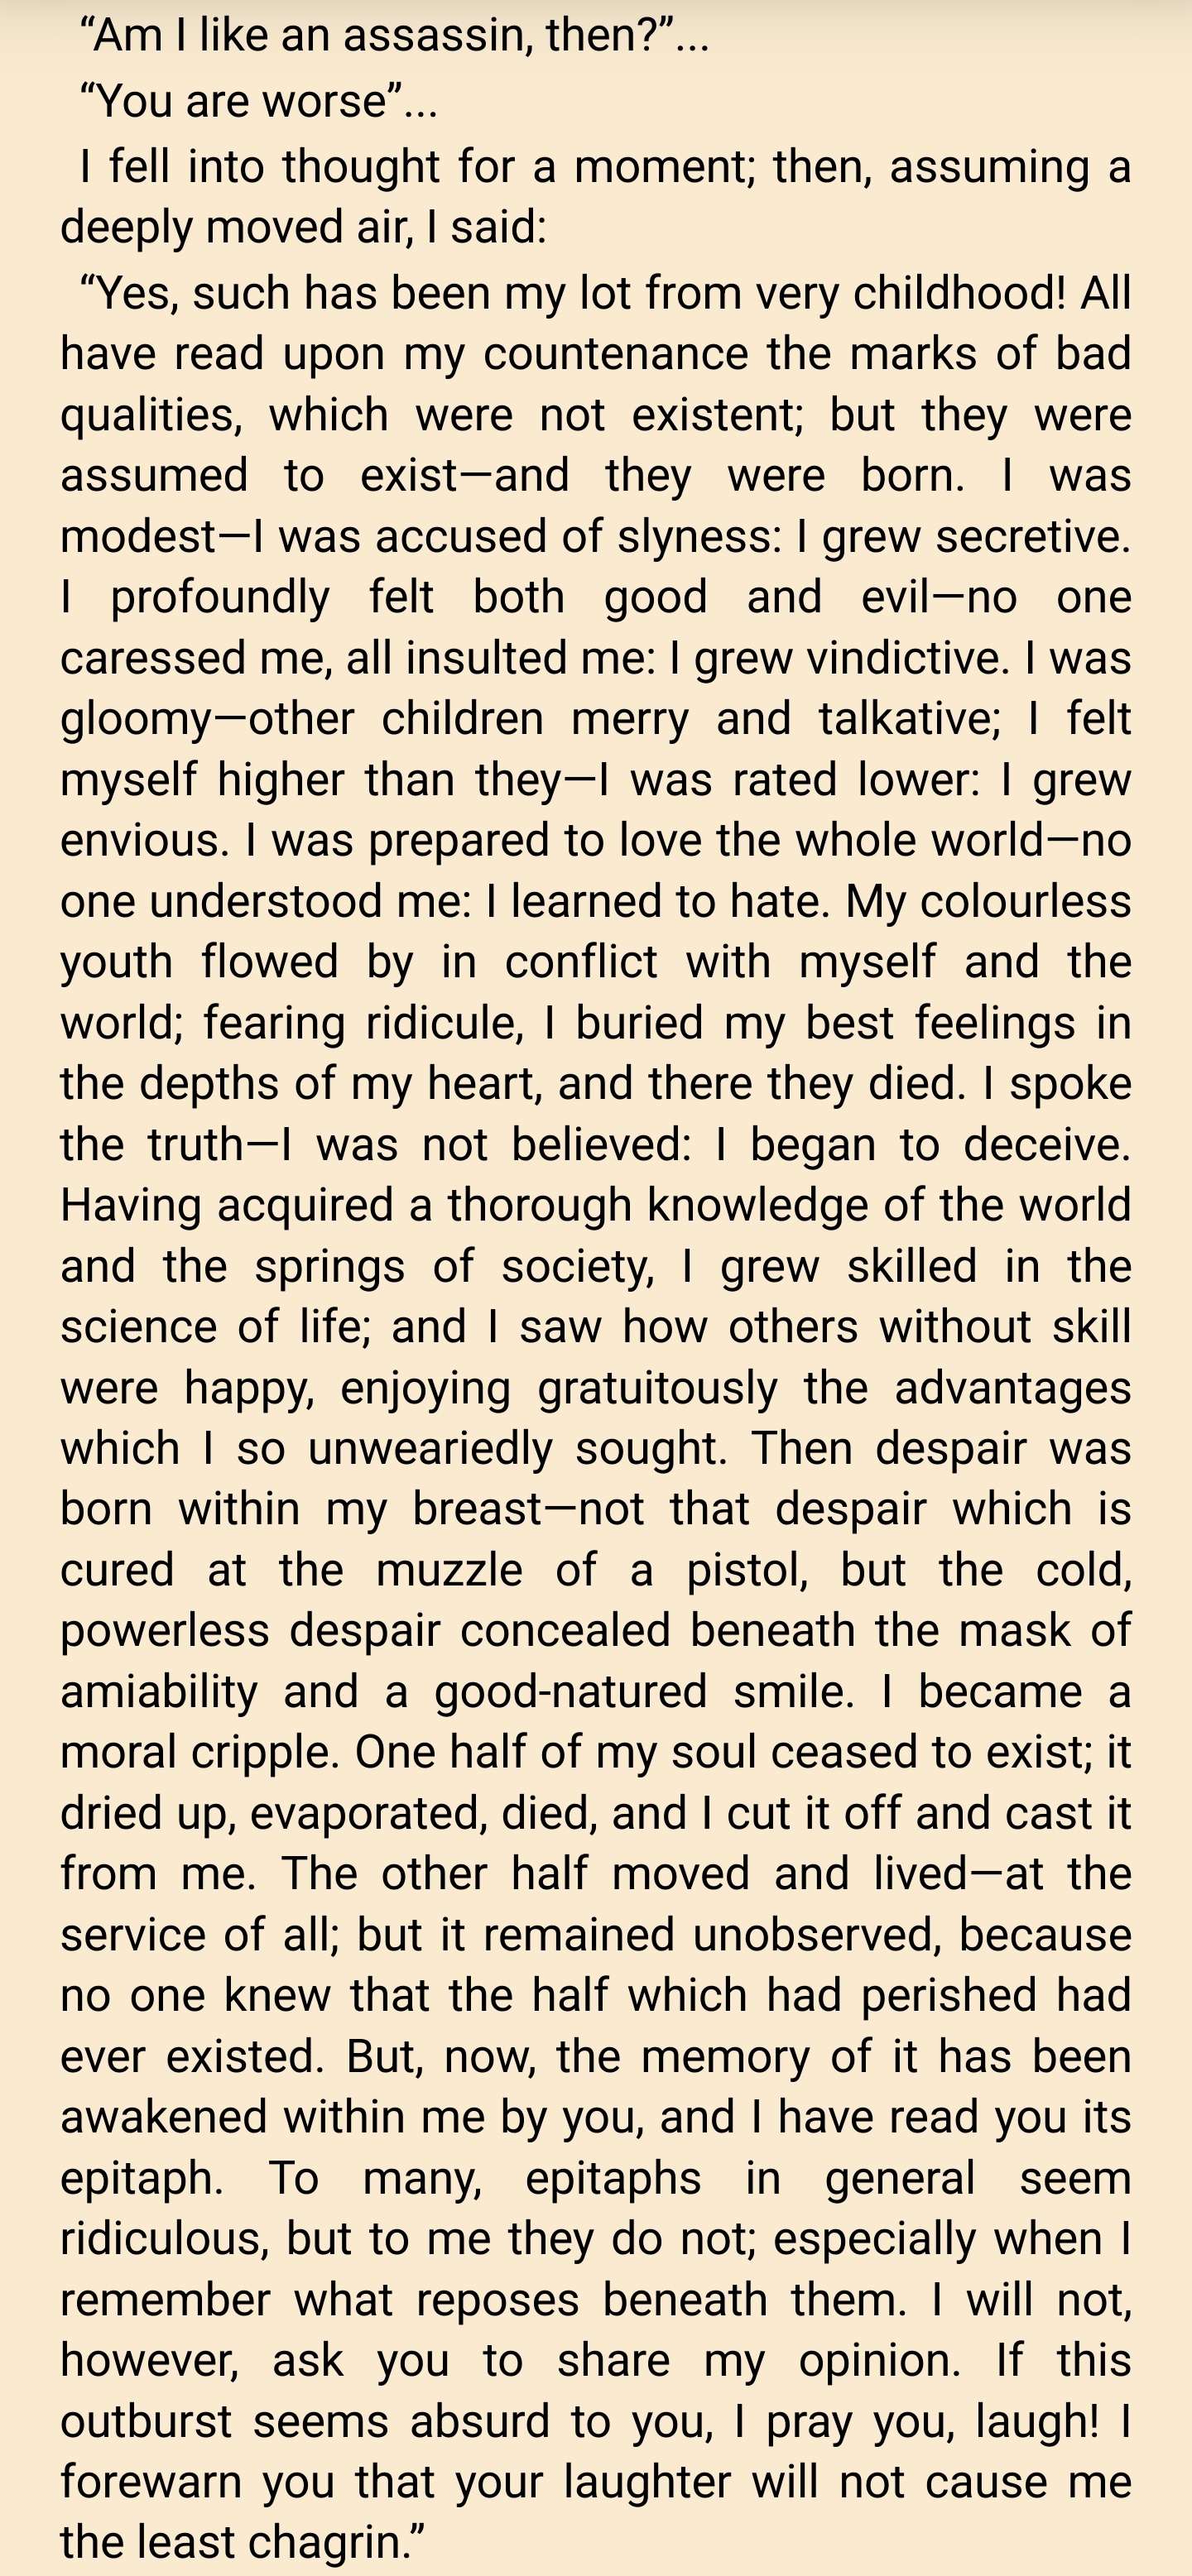 “Am I like an assassin, then?”...
“You are worse”...
I fell into thought for a moment; then, assuming a
deeply moved air, I said:
“Yes, such has been my lot from very childhood! All
have read upon my countenance the marks of bad
qualities, which were not existent; but they were
assumed to exist—and they were born. I was
modest—I was accused of slyness: I grew secretive.
I profoundly felt both good and evil—no one
caressed me, all insulted me: I grew vindictive. I was
gloomy—other children merry and talkative; I felt
myself higher than they—I was rated lower: I grew
envious. I was prepared to love the whole world—no
one understood me: I learned to hate. My colourless
youth flowed by in conflict with myself and the
world; fearing ridicule, I buried my best feelings in
the depths of my heart, and there they died. I spoke
the truth—I was not believed: I began to deceive.
Having acquired a thorough knowledge of the world
and the springs of society, I grew skilled in the
science of life; and I saw how others without skill
were happy, enjoying gratuitously the advantages
which I so unweariedly sought. Then despair was
born within my breast—not that despair which is
cured at the muzzle of a pistol, but the cold,
powerless despair concealed beneath the mask of
amiability and a good-natured smile. I became a
moral cripple. One half of my soul ceased to exist; it
dried up, evaporated, died, and I cut it off and cast it
from me. The other half moved and lived—at the
service of all; but it remained unobserved, because
no one knew that the half which had perished had
ever existed. But, now, the memory of it has been
awakened within me by you, and I have read you its
epitaph. To many, epitaphs in general seem
ridiculous, but to me they do not; especially when I
remember what reposes beneath them. I will not,
however, ask you to share my opinion. If this
outburst seems absurd to you, I pray you, laugh! I
forewarn you that your laughter will not cause me
the least chagrin.”